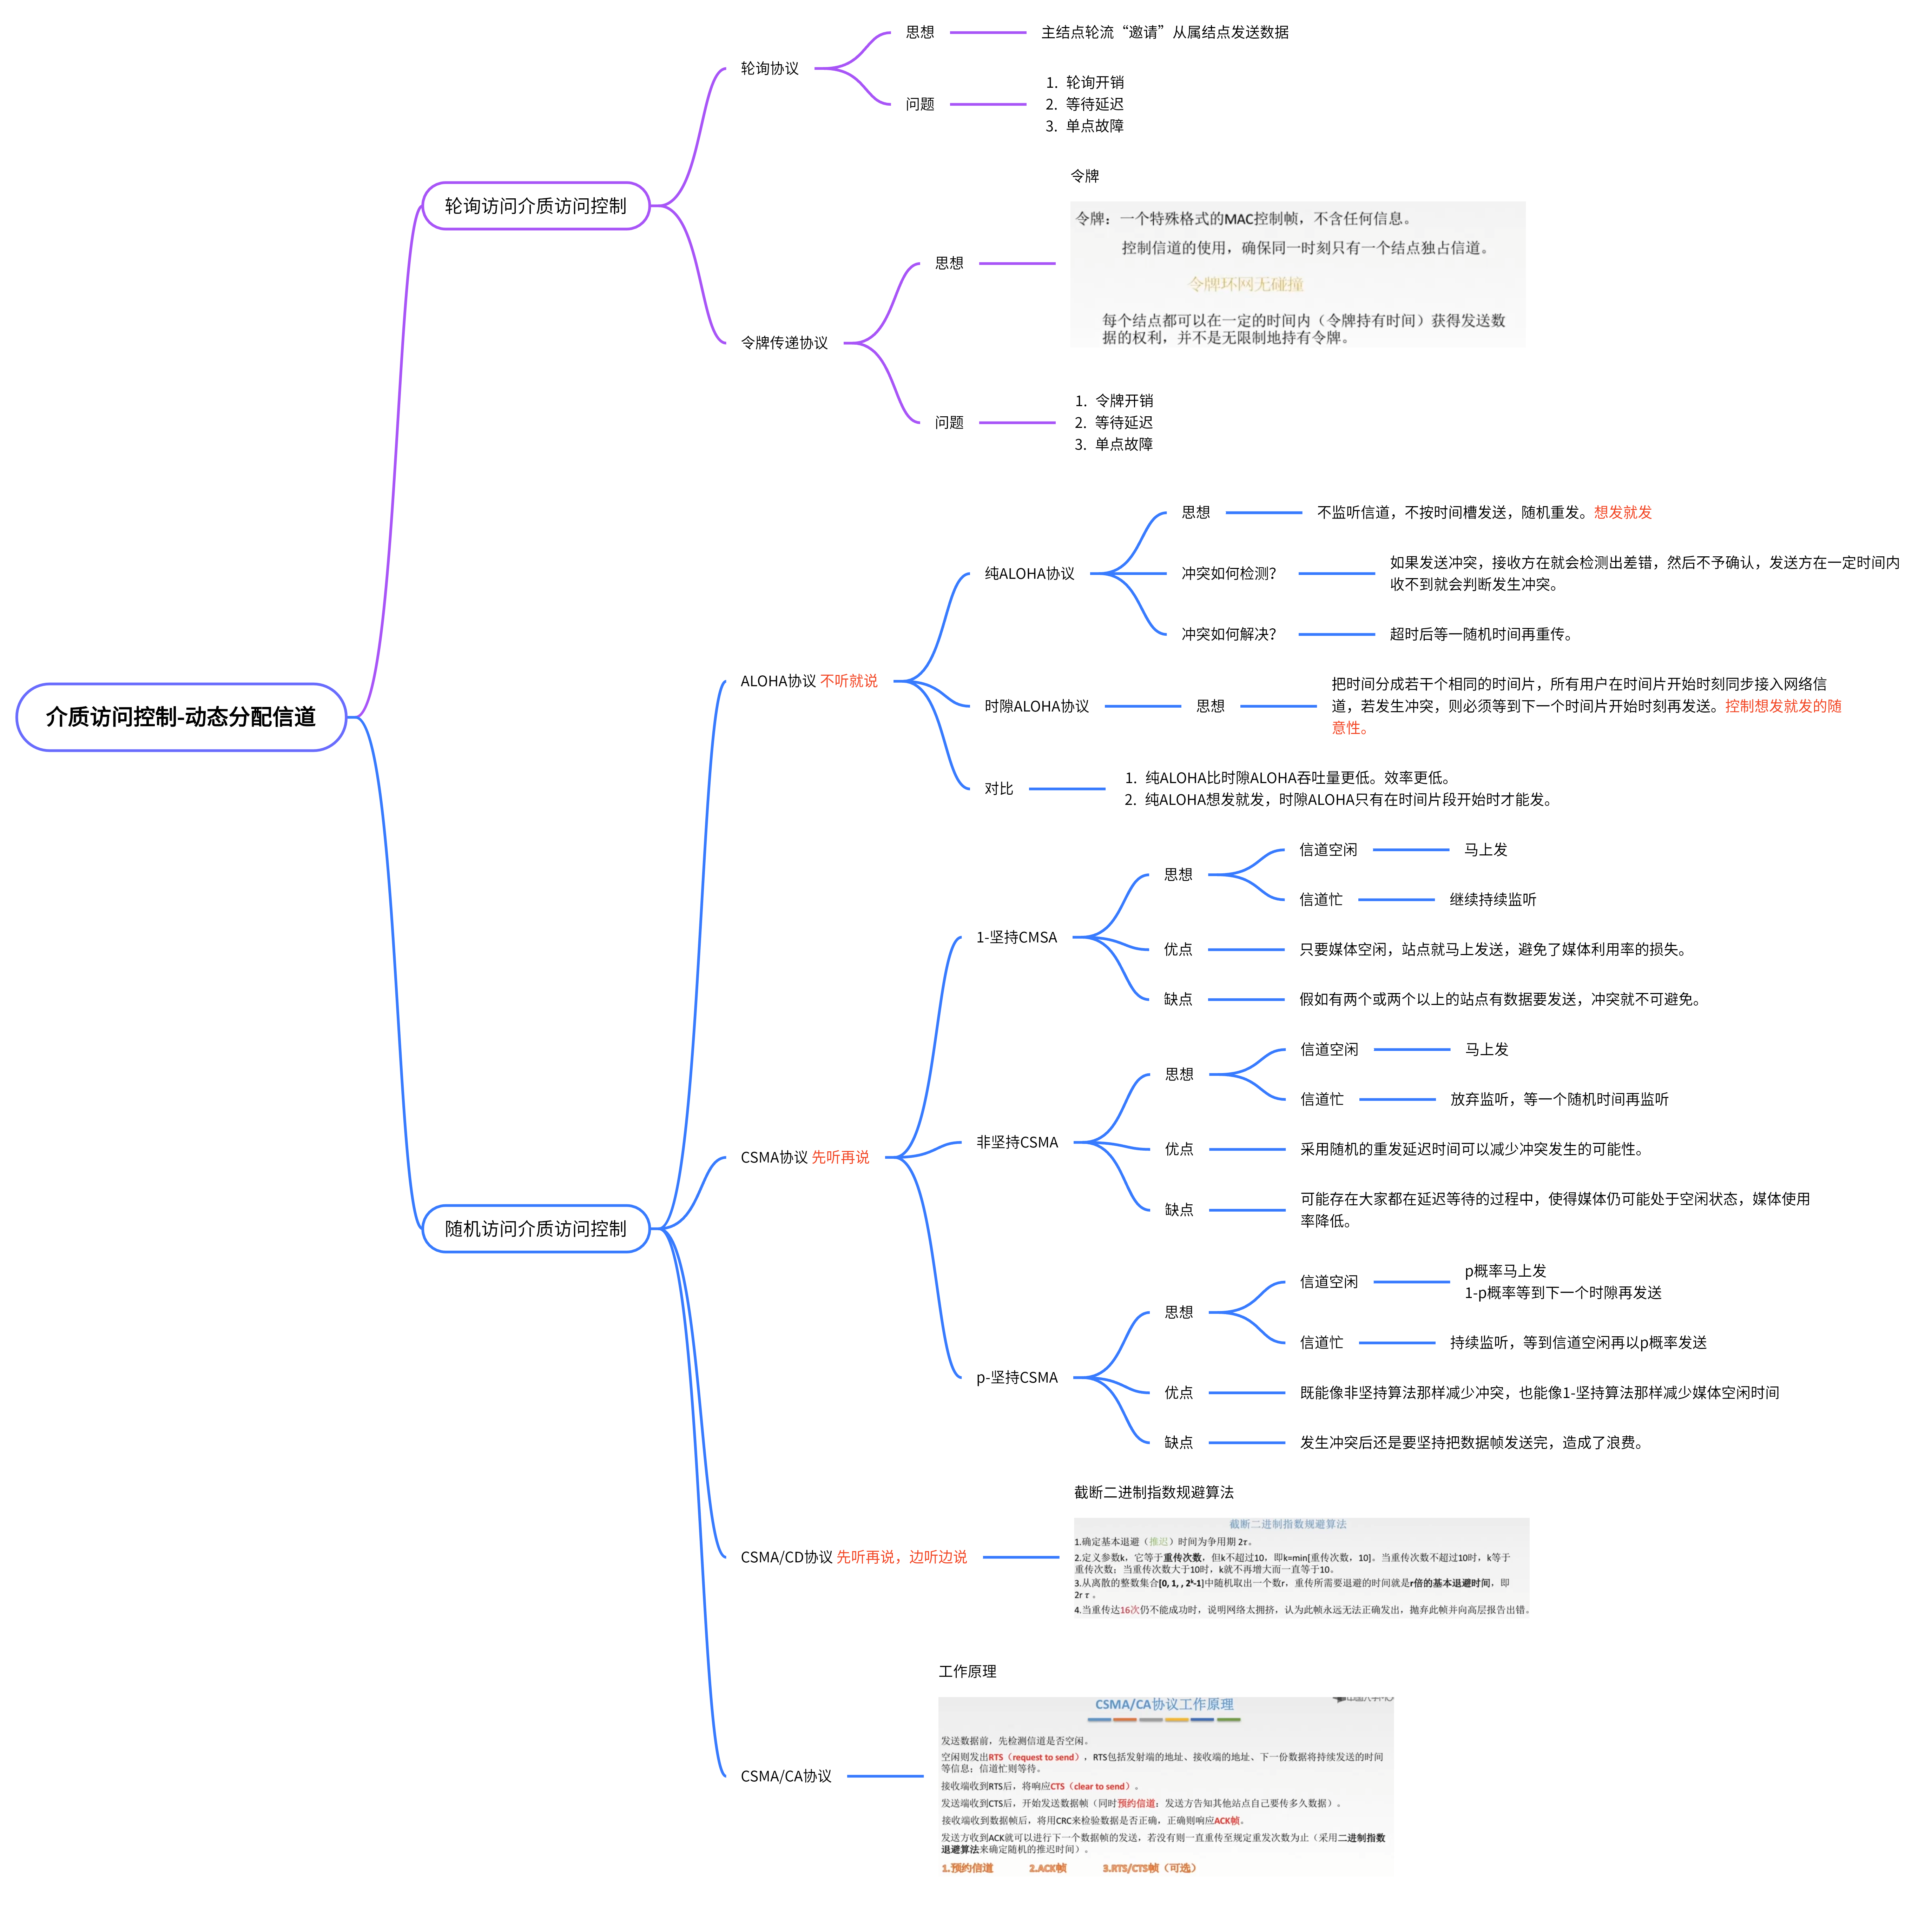 介质访问控制-动态分配信道
轮询访问介质访问控制
轮询协议
思想
主结点轮流“邀请”从属结点发送数据
问题
1. 轮询开销
2. 等待延迟
3. 单点故障
令牌传递协议
思想
令牌
令牌：一个特殊格式的MAC控制帧，不含任何信息。
控制信道的使用，确保同一时刻只有一个结点独占信道。
令牌环网无碰撞
每个结点都可以在一定的时间内（令牌持有时间）获得发送数
据的权利，并不是无限制地持有令牌。
问题
1. 令牌开销
2. 等待延迟
3. 单点故障
随机访问介质访问控制
ALOHA协议 不听就说
纯ALOHA协议
思想
不监听信道，不按时间槽发送，随机重发。想发就发
冲突如何检测？
如果发送冲突，接收方在就会检测出差错，然后不予确认，发送方在一定时间内
收不到就会判断发生冲突。
冲突如何解决？
超时后等一随机时间再重传。
时隙ALOHA协议
思想
把时间分成若干个相同的时间片，所有用户在时间片开始时刻同步接入网络信
道，若发生冲突，则必须等到下一个时间片开始时刻再发送。控制想发就发的随
意性。
对比
1. 纯ALOHA比时隙ALOHA吞吐量更低。效率更低。
2. 纯ALOHA想发就发，时隙ALOHA只有在时间片段开始时才能发。
CSMA协议 先听再说
1-坚持CMSA
思想
信道空闲
马上发
信道忙
继续持续监听
优点
只要媒体空闲，站点就马上发送，避免了媒体利用率的损失。
缺点
假如有两个或两个以上的站点有数据要发送，冲突就不可避免。
非坚持CSMA
思想
信道空闲
马上发
信道忙
放弃监听，等一个随机时间再监听
优点
采用随机的重发延迟时间可以减少冲突发生的可能性。
缺点
可能存在大家都在延迟等待的过程中，使得媒体仍可能处于空闲状态，媒体使用
率降低。
p-坚持CSMA
思想
信道空闲
p概率马上发
1-p概率等到下一个时隙再发送
信道忙
持续监听，等到信道空闲再以p概率发送
优点
既能像非坚持算法那样减少冲突，也能像1-坚持算法那样减少媒体空闲时间
缺点
发生冲突后还是要坚持把数据帧发送完，造成了浪费。
CSMA/CD协议 先听再说，边听边说
截断二进制指数规避算法
截断二进制指数规避算法
1.确定基本退避（推迟）时间为争用期 2τ。
2.定义参数k，它等于重传次数，但k不超过10，即k=min[重传次数，10]。当重传次数不超过10时，k等于
重传次数；当重传次数大于10时，k就不再增大而一直等于10。
3.从离散的整数集合[0, 1, , 2ᵏ-1]中随机取出一个数r，重传所需要退避的时间就是r倍的基本退避时间，即
2r τ 。
4.当重传达16次仍不能成功时，说明网络太拥挤，认为此帧永远无法正确发出，抛弃此帧并向高层报告出错。
CSMA/CA协议
工作原理
CSMA/CA协议工作原理
发送数据前，先检测信道是否空闲。
空闲则发出RTS（request to send），RTS包括发射端的地址、接收端的地址、下一份数据将持续发送的时间
等信息；信道忙则等待。
接收端收到RTS后，将响应CTS（clear to send）。
发送端收到CTS后，开始发送数据帧（同时预约信道：发送方告知其他站点自己要传多久数据）。
接收端收到数据帧后，将用CRC来检验数据是否正确，正确则响应ACK帧。
发送方收到ACK就可以进行下一个数据帧的发送，若没有则一直重传至规定重发次数为止（采用二进制指数
退避算法来确定随机的推迟时间）。
1.预约信道 2.ACK帧 3.RTS/CTS帧（可选）